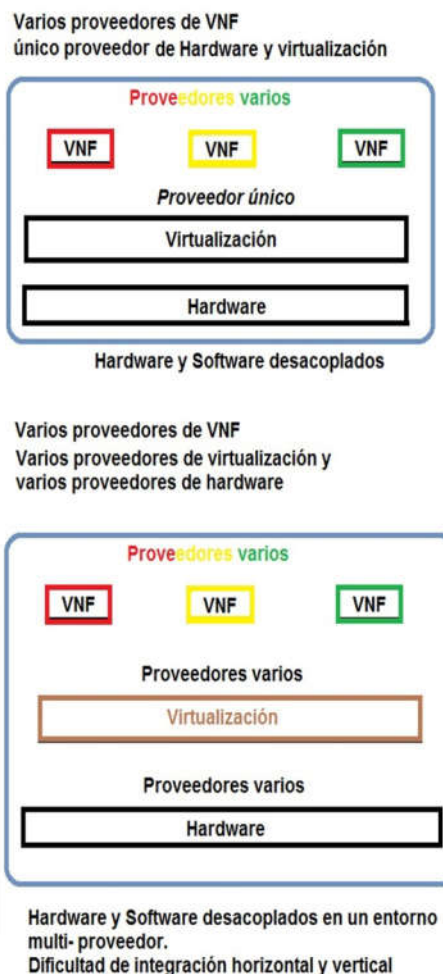 Varios proveedores de VNF
único proveedor de Hardware y virtualización
Proveedores varios
VNF VNF VNF
Proveedor único
Virtualización
Hardware
Hardware y Software desacoplados
Varios proveedores de VNF
Varios proveedores de virtualización y
varios proveedores de hardware
Proveedores varios
VNF VNF VNF
Proveedores varios
Virtualización
Proveedores varios
Hardware
Hardware y Software desacoplados en un entorno
multi- proveedor.
Dificultad de integración horizontal y vertical